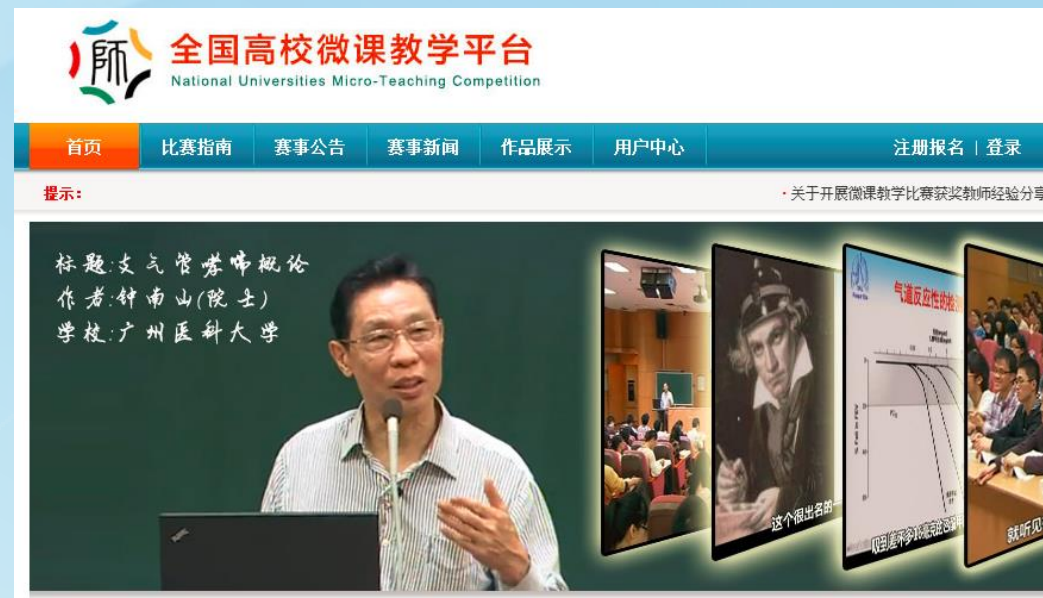 師
全国高校微课教学平台
National Universities Micro-Teaching Competition
首页 比赛指南 赛事公告 赛事新闻 作品展示 用户中心 注册报名 | 登录
提示:
·关于开展微课教学比赛获奖教师经验分享
标题:支气管哮喘概论
作者:钟南山(院士)
学校:广州医科大学
气道反应性的检测
这个很出名的一
就听见